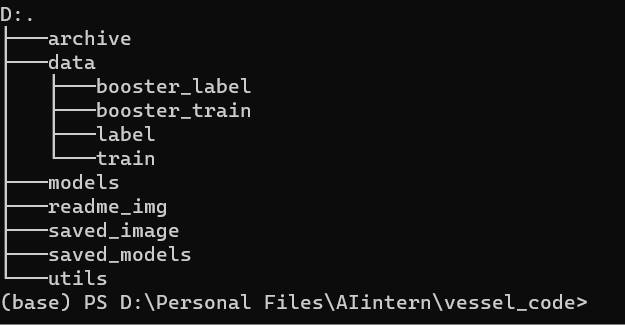 D:.
├───archive
├───data
│   ├───booster_label
│   ├───booster_train
│   ├───label
│   └───train
├───models
├───readme_img
├───saved_image
├───saved_models
└───utils
(base) PS D:\Personal Files\AIintern\vessel_code>